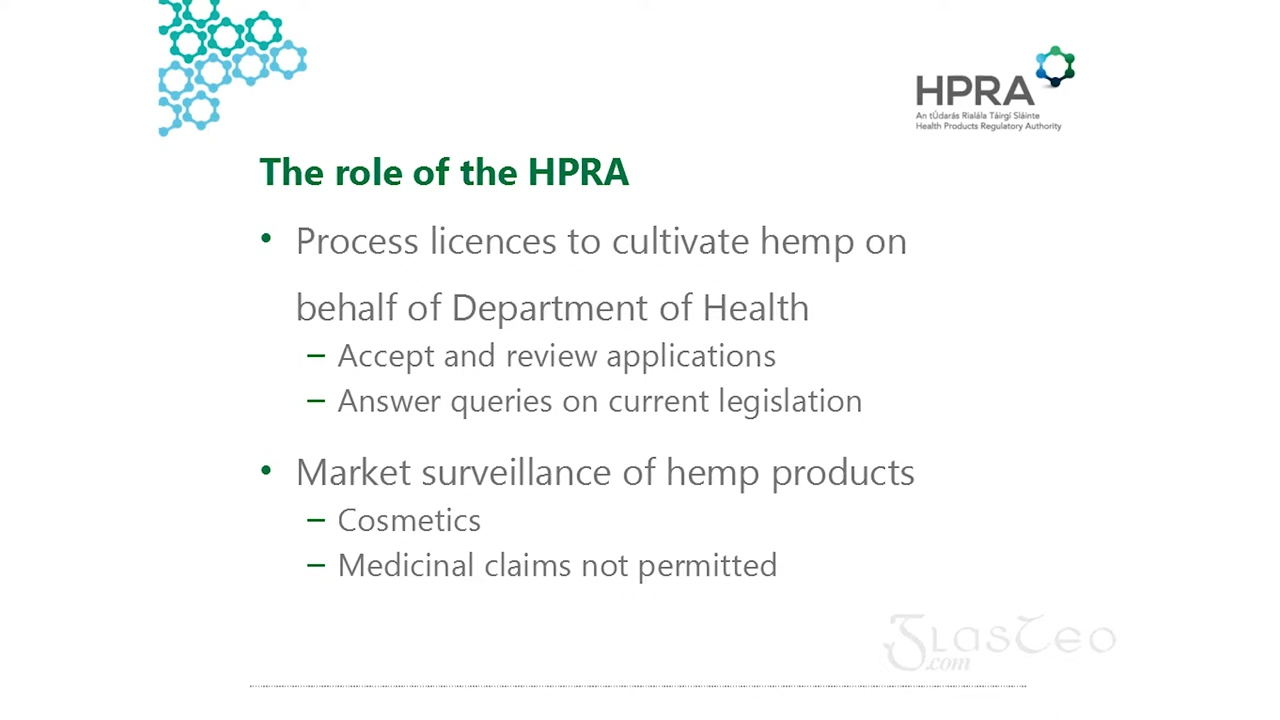 HPRA
An tÚdarás Rialála Táirgí Sláinte
Health Products Regulatory Authority
The role of the HPRA
• Process licences to cultivate hemp on
behalf of Department of Health
– Accept and review applications
– Answer queries on current legislation
• Market surveillance of hemp products
– Cosmetics
– Medicinal claims not permitted
Glasteo
.com